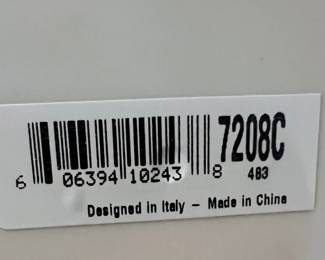 7208C
6 06394 10243 8 483
Designed in Italy – Made in China